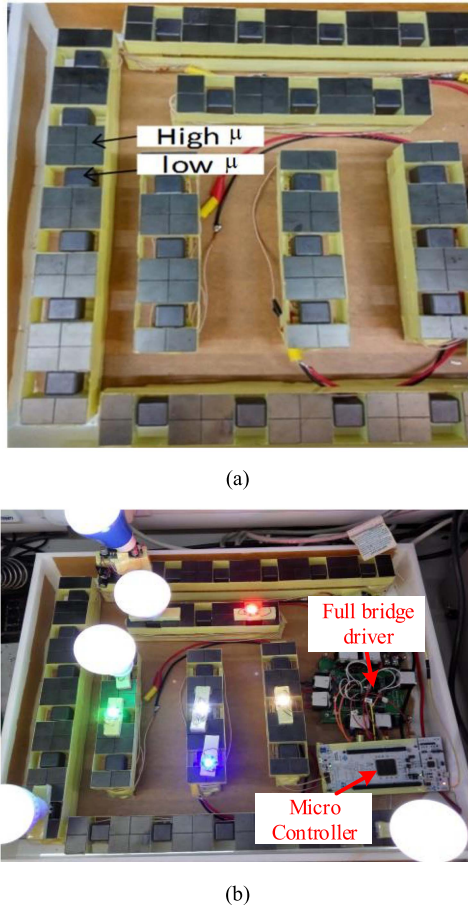 High μ
low μ
(a)
Full bridge
driver
Micro
Controller
(b)